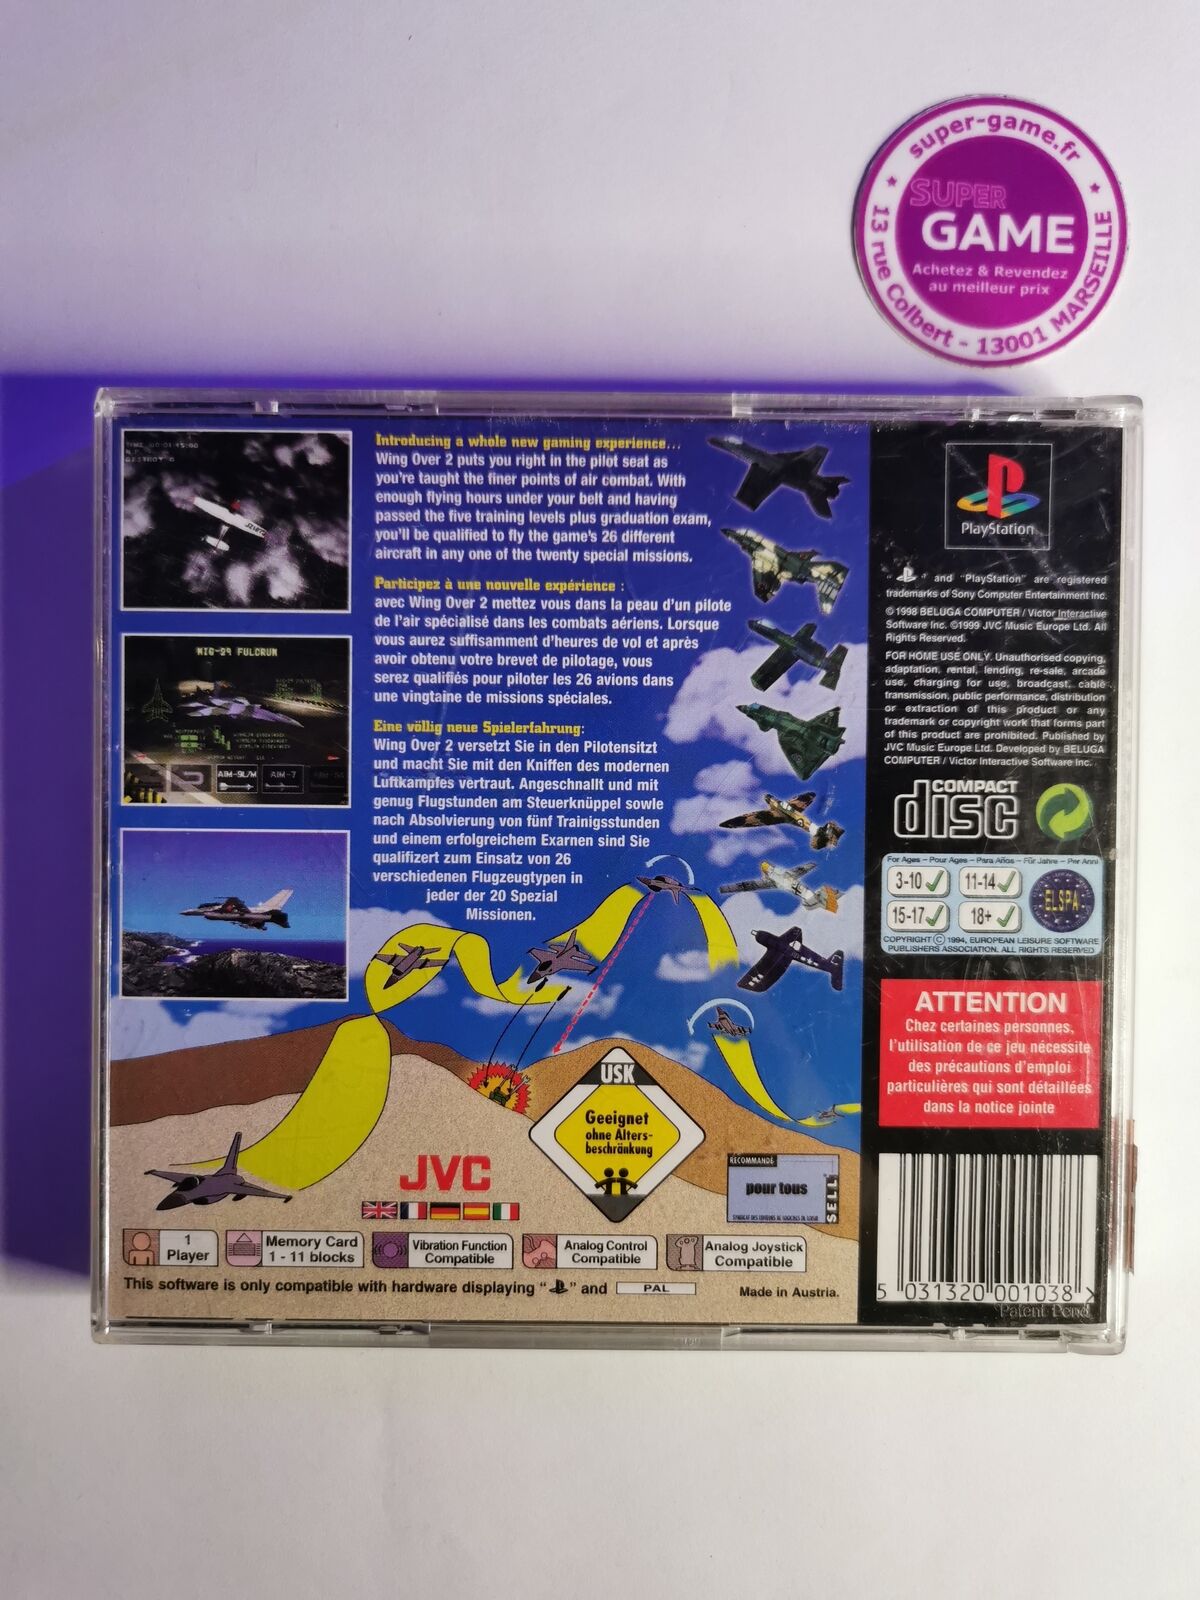 super-game.fr
SUPER
GAME
Achetez & Revendez
au meilleur prix
13 rue Colbert - 13001 MARSEILLE
TIME 00:01:45:00
DESTROY 0
MIG-29 FULCRUM
AIM-9L/M
AIM-7
Introducing a whole new gaming experience...
Wing Over 2 puts you right in the pilot seat as
you're taught the finer points of air combat. With
enough flying hours under your belt and having
passed the five training levels plus graduation exam,
you'll be qualified to fly the game's 26 different
aircraft in any one of the twenty special missions.
Participez à une nouvelle expérience :
avec Wing Over 2 mettez vous dans la peau d'un pilote
de l'air spécialisé dans les combats aériens. Lorsque
vous aurez suffisamment d'heures de vol et après
avoir obtenu votre brevet de pilotage, vous
serez qualifiés pour piloter les 26 avions dans
une vingtaine de missions spéciales.
Eine völlig neue Spielerfahrung:
Wing Over 2 versetzt Sie in den Pilotensitzt
und macht Sie mit den Kniffen des modernen
Luftkampfes vertraut. Angeschnallt und mit
genug Flugstunden am Steuerknüppel sowie
nach Absolvierung von fünf Trainigsstunden
und einem erfolgreichem Exarnen sind Sie
qualifizert zum Einsatz von 26
verschiedenen Flugzeugtypen in
jeder der 20 Spezial
Missionen.
USK
Geeignet
ohne Alters-
beschränkung
JVC
RECOMMANDÉ
pour tous
SELL
SYNDICAT DES EDITEURS DE LOGICIELS DE LOISIR
1
Player
Memory Card
1 - 11 blocks
Vibration Function
Compatible
Analog Control
Compatible
Analog Joystick
Compatible
This software is only compatible with hardware displaying " " and PAL
Made in Austria.
PlayStation
" " and "PlayStation" are registered
trademarks of Sony Computer Entertainment Inc.
© 1998 BELUGA COMPUTER / Victor Interactive
Software Inc. ©1999 JVC Music Europe Ltd. All
Rights Reserved.
FOR HOME USE ONLY. Unauthorised copying,
adaptation, rental, lending, re-sale, arcade
use, charging for use, broadcast, cable
transmission, public performance, distribution
or extraction of this product or any
trademark or copyright work that forms part
of this product are prohibited. Published by
JVC Music Europe Ltd. Developed by BELUGA
COMPUTER / Victor Interactive Software Inc.
COMPACT
disc
For Ages – Pour Ages – Para Años – Für Jahre – Per Anni
3-10
11-14
15-17
18+
ELSPA
COPYRIGHT © 1994, EUROPEAN LEISURE SOFTWARE
PUBLISHERS ASSOCIATION. ALL RIGHTS RESERVED
ATTENTION
Chez certaines personnes,
l'utilisation de ce jeu nécessite
des précautions d'emploi
particulières qui sont détaillées
dans la notice jointe
5 031320 001038 >
Patent Pend